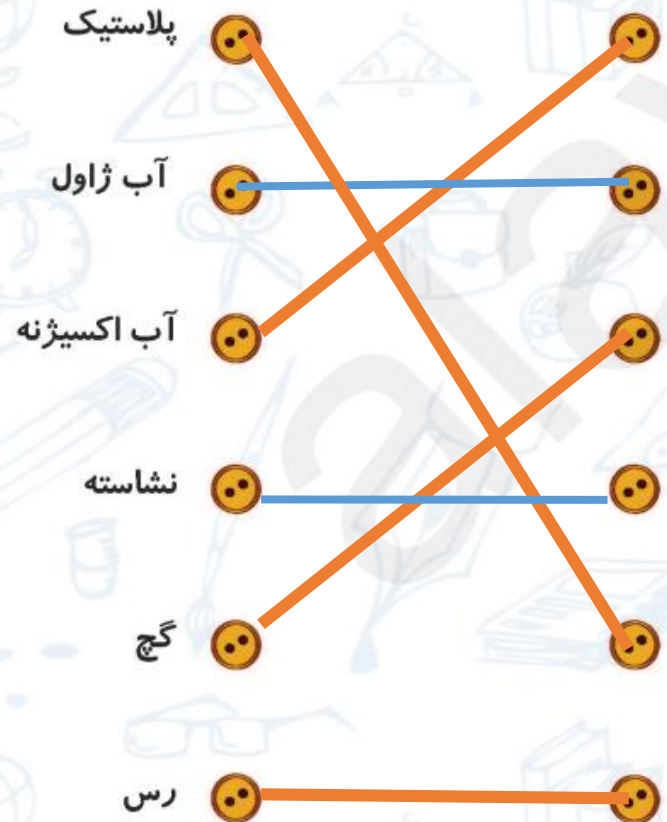 پلاستیک
آب ژاول
آب اکسیژنه
نشاسته
گچ
رس